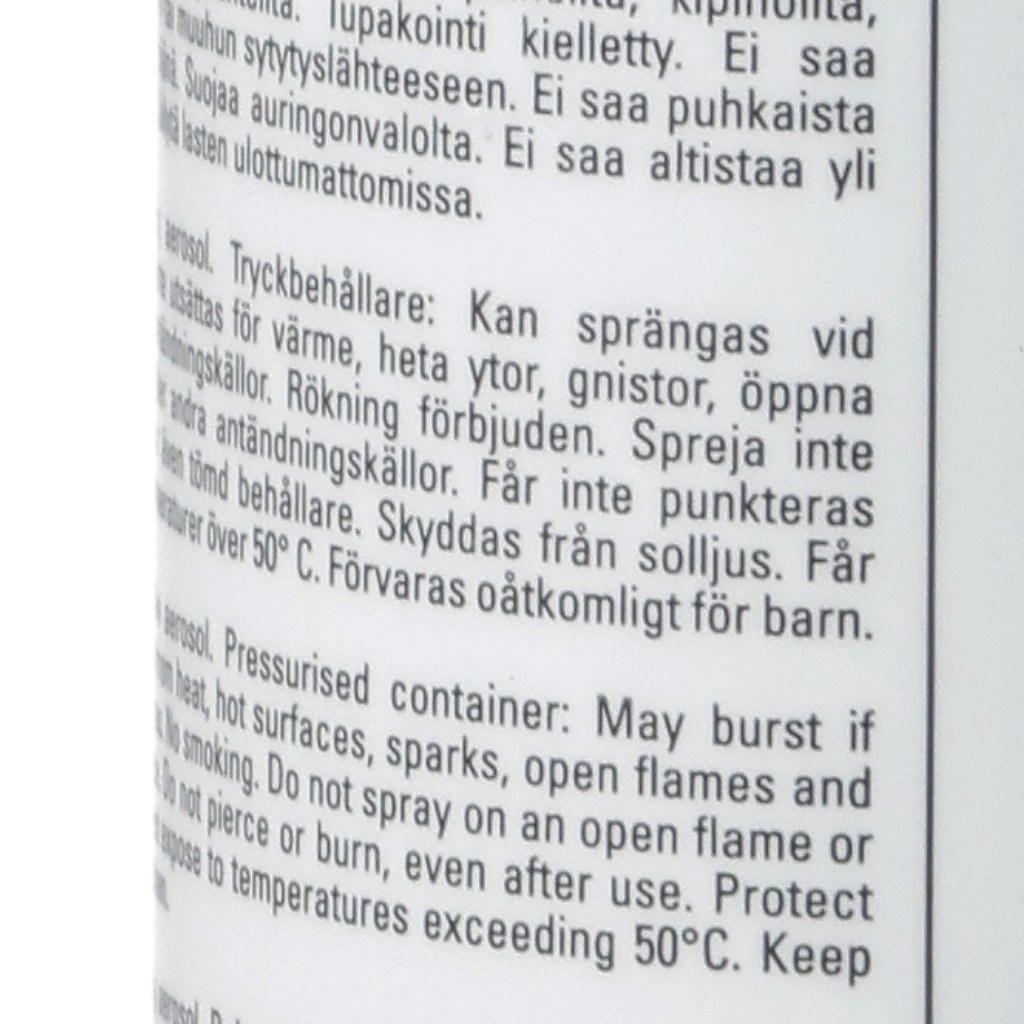 Tupakointi kielletty. Ei saa
muuhun sytytyslähteeseen. Ei saa puhkaista
Suojaa auringonvalolta. Ei saa altistaa yli
lasten ulottumattomissa.
aerosol. Tryckbehållare: Kan sprängas vid
utsättas för värme, heta ytor, gnistor, öppna
Rökning förbjuden. Spreja inte
andra antändningskällor. Får inte punkteras
även tömd behållare. Skyddas från solljus. Får
över 50° C. Förvaras oåtkomligt för barn.
aerosol. Pressurised container: May burst if
heat, hot surfaces, sparks, open flames and
No smoking. Do not spray on an open flame or
Do not pierce or burn, even after use. Protect
expose to temperatures exceeding 50°C. Keep
aerosol.